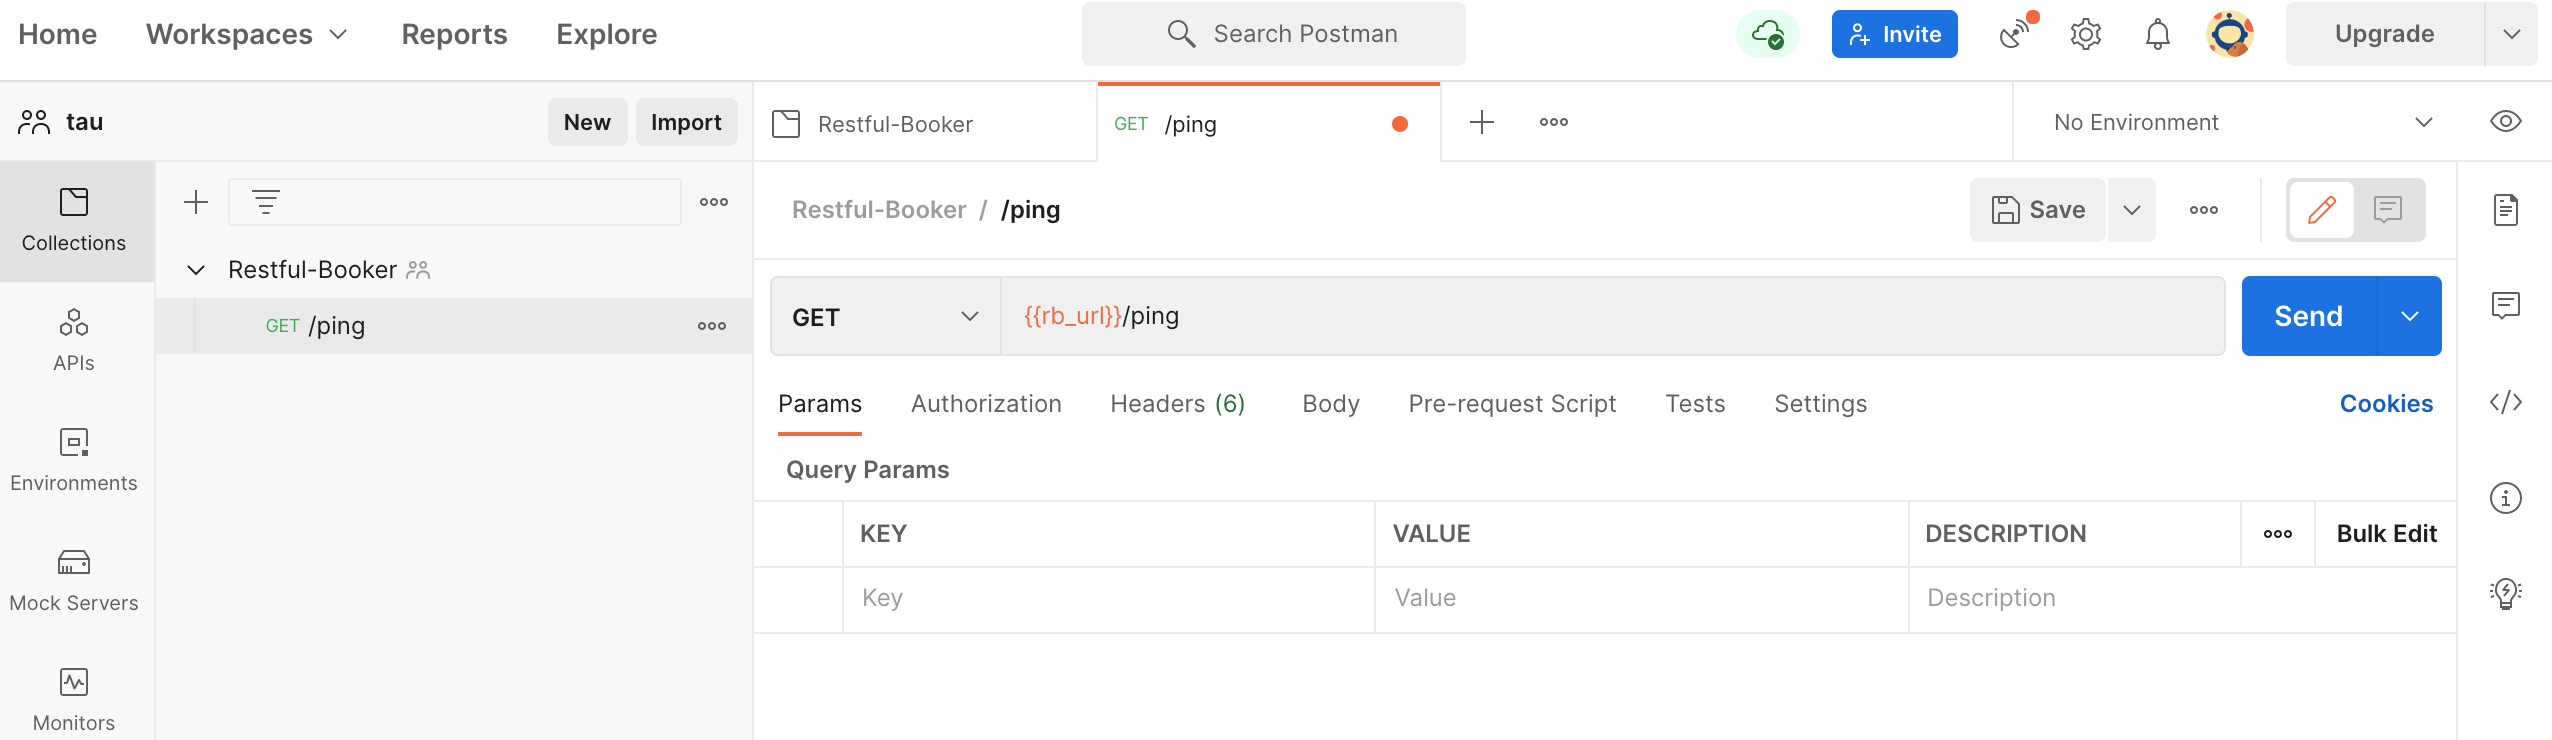 Home Workspaces Reports Explore Search Postman Invite Upgrade
tau New Import Restful-Booker GET /ping No Environment
Collections
APIs
Environments
Mock Servers
Monitors
Restful-Booker
GET /ping
Restful-Booker / /ping Save
GET {{rb_url}}/ping Send
Params Authorization Headers (6) Body Pre-request Script Tests Settings Cookies
Query Params
KEY VALUE DESCRIPTION Bulk Edit
Key Value Description